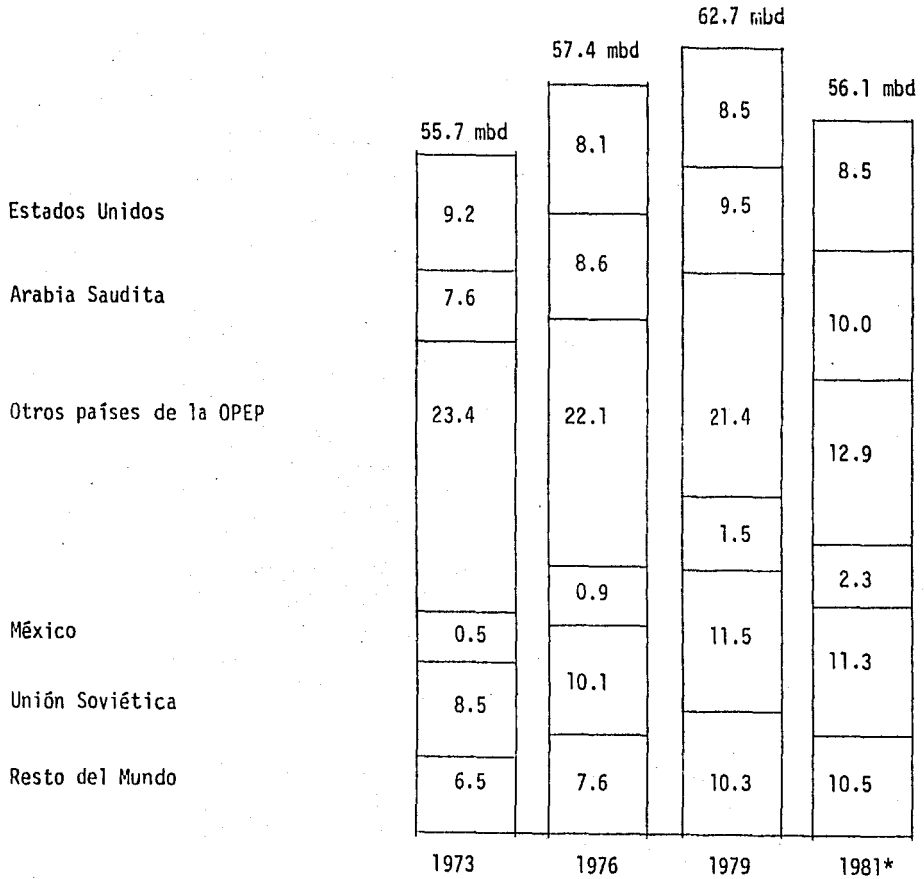 62.7 mbd
57.4 mbd
56.1 mbd
55.7 mbd
Estados Unidos 9.2 8.1 8.5 8.5
Arabia Saudita 7.6 8.6 9.5 10.0
Otros países de la OPEP 23.4 22.1 21.4 12.9
México 0.5 0.9 1.5 2.3
Unión Soviética 8.5 10.1 11.5 11.3
Resto del Mundo 6.5 7.6 10.3 10.5
1973 1976 1979 1981*